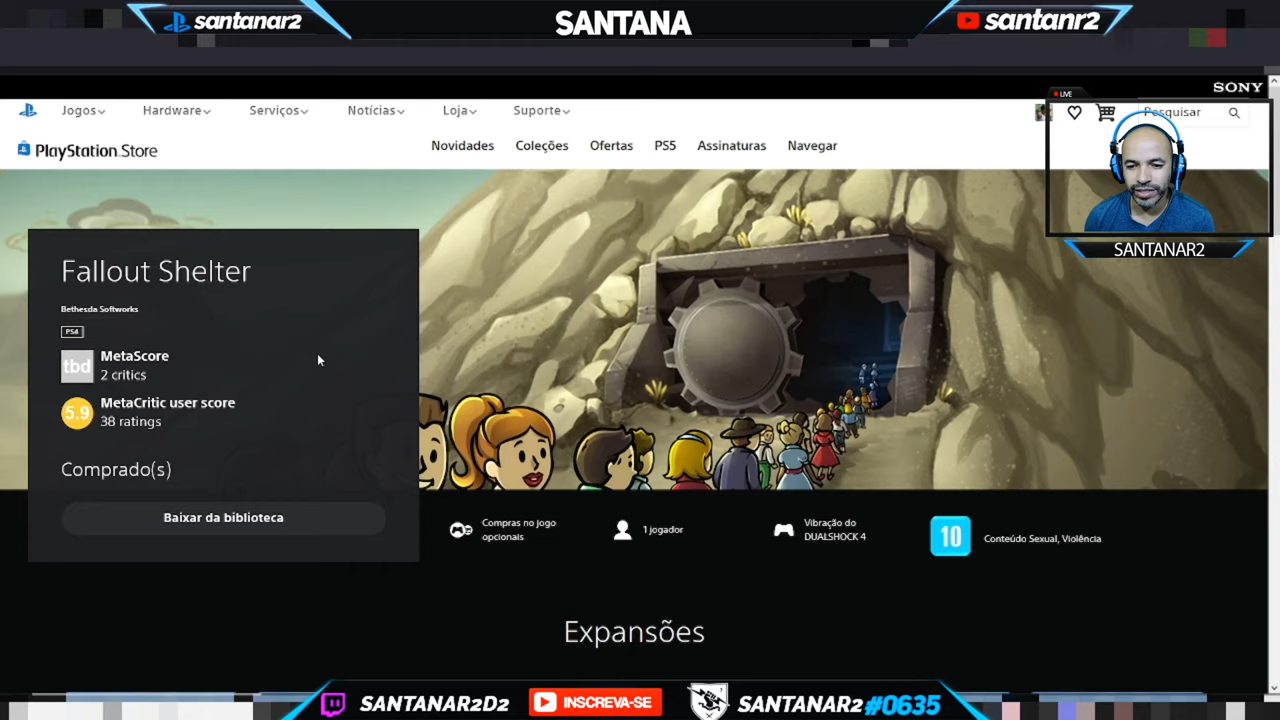 santanar2
SANTANA
santanr2
SONY
Jogos
Hardware
Serviços
Notícias
Loja
Suporte
Pesquisar
LIVE
PlayStation.Store
Novidades
Coleções
Ofertas
PS5
Assinaturas
Navegar
SANTANAR2
Fallout Shelter
Bethesda Softworks
PS4
tbd
MetaScore
2 critics
5.9
MetaCritic user score
38 ratings
Comprado(s)
Baixar da biblioteca
Compras no jogo
opcionais
1 jogador
Vibração do
DUALSHOCK 4
10
Conteúdo Sexual, Violência
Expansões
SANTANAR2D2
INSCREVA-SE
SANTANAR2 #0635